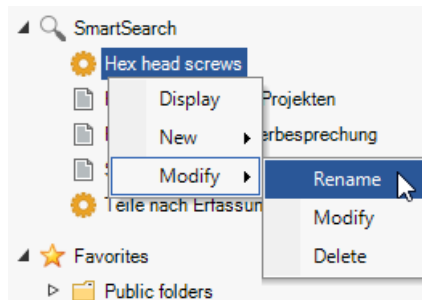 SmartSearch
Hex head screws
Display
Projekten
New
erbesprechung
Modify
Rename
Teile nach Erfassun
Modify
Favorites
Delete
Public folders